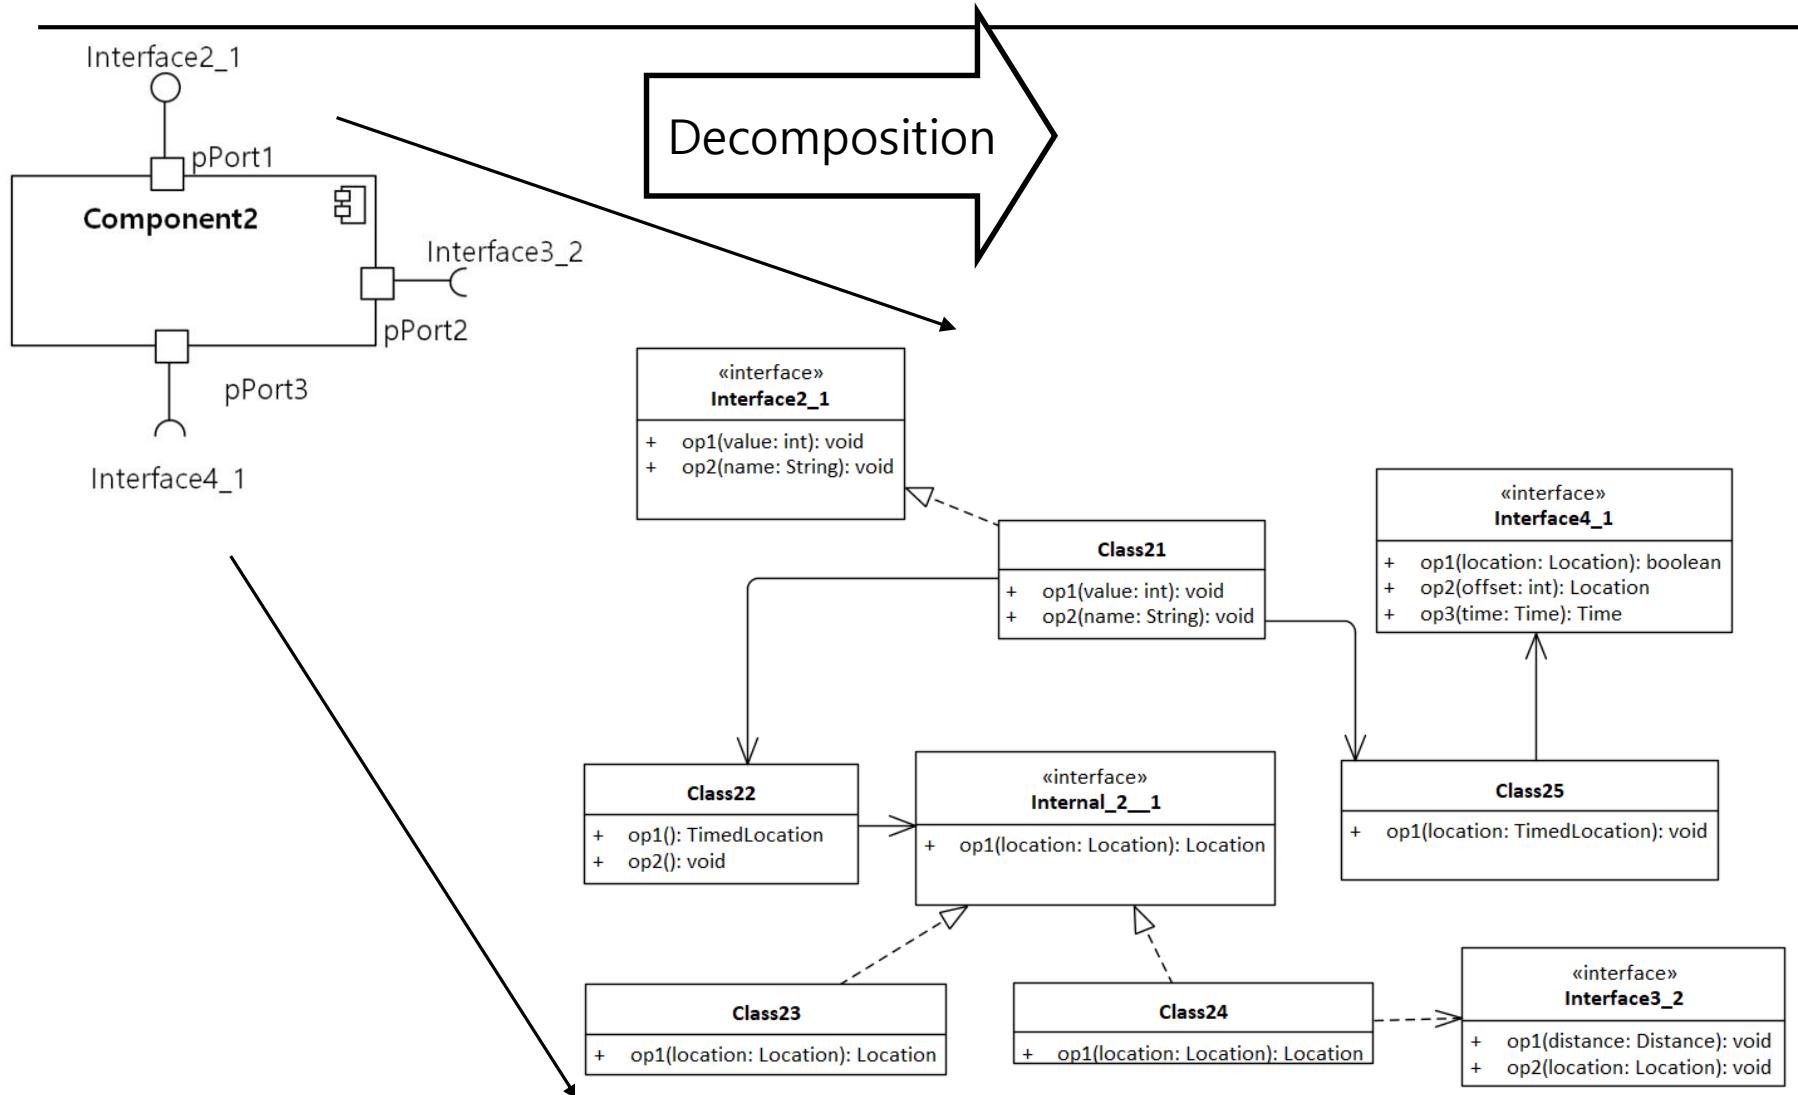 Interface2_1
pPort1
Component2
Interface3_2
pPort2
pPort3
Interface4_1
Decomposition
«interface»
Interface2_1
+ op1(value: int): void
+ op2(name: String): void
Class21
+ op1(value: int): void
+ op2(name: String): void
«interface»
Interface4_1
+ op1(location: Location): boolean
+ op2(offset: int): Location
+ op3(time: Time): Time
Class22
+ op1(): TimedLocation
+ op2(): void
«interface»
Internal_2__1
+ op1(location: Location): Location
Class25
+ op1(location: TimedLocation): void
Class23
+ op1(location: Location): Location
Class24
+ op1(location: Location): Location
«interface»
Interface3_2
+ op1(distance: Distance): void
+ op2(location: Location): void